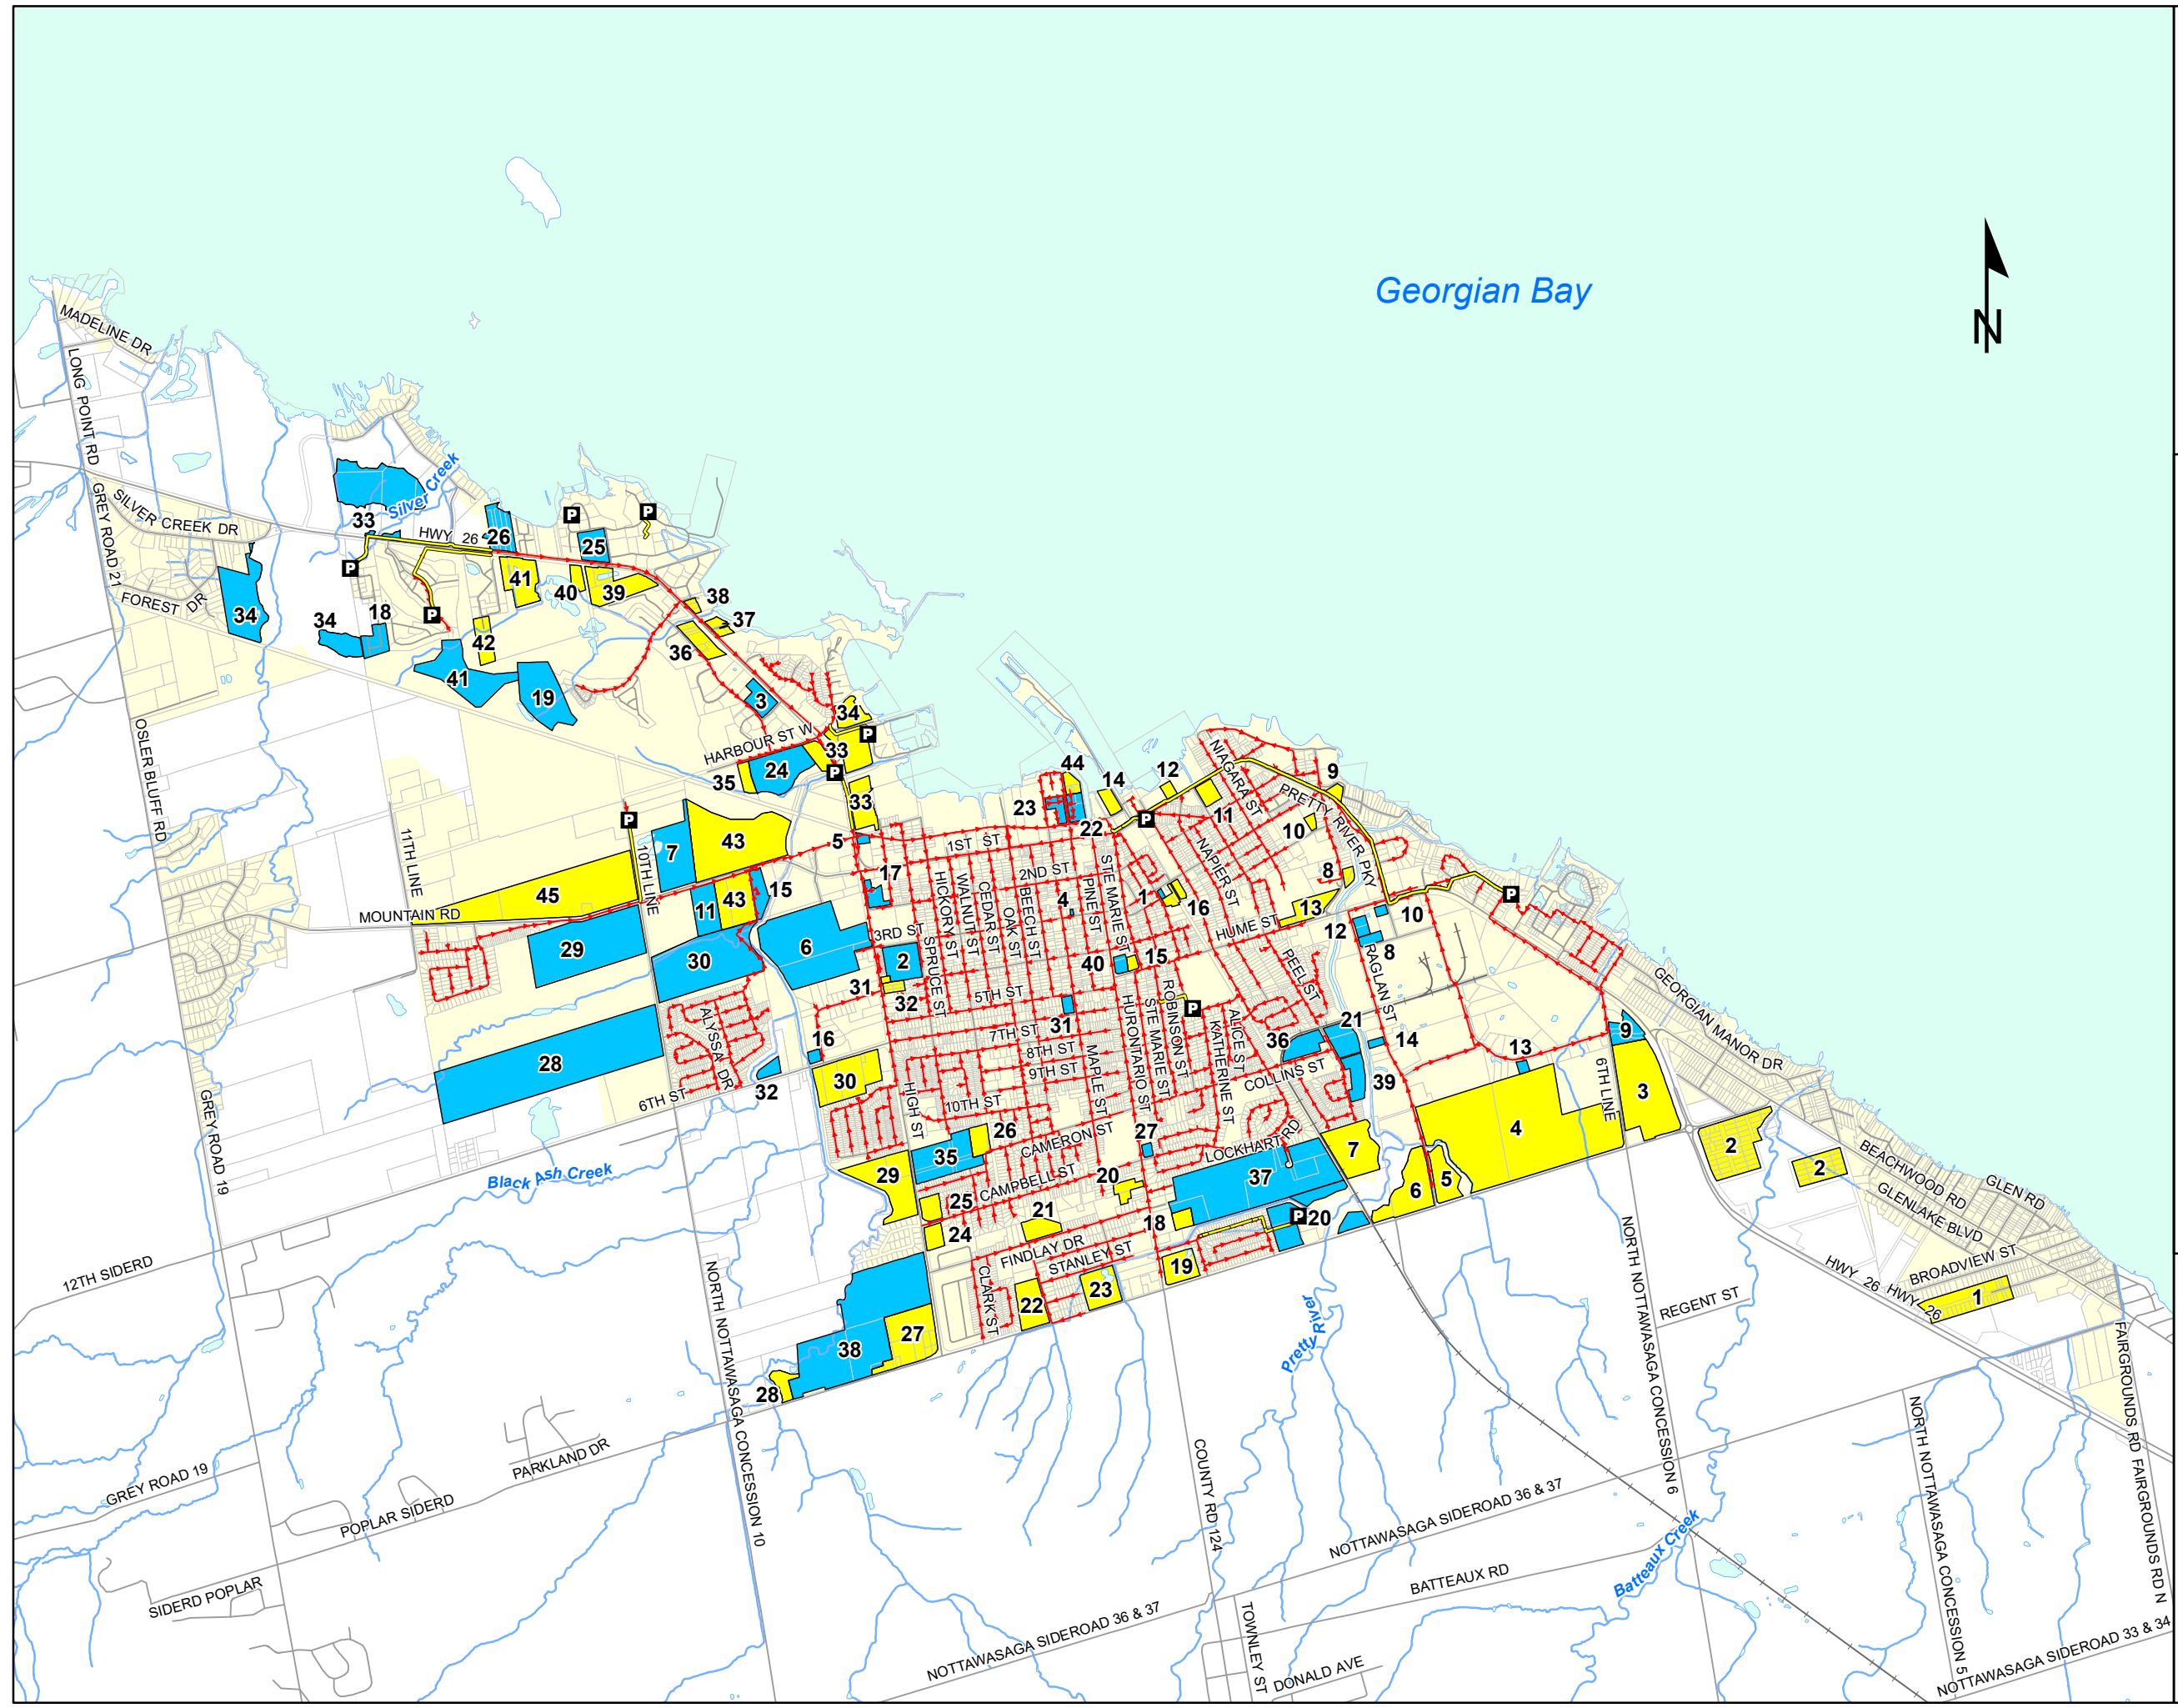 Georgian Bay
N
MADELINE DR
LONG POINT RD
SILVER CREEK DR
GREY ROAD 21
FOREST DR
Silver Creek
33
HWY 26
26
P
P
25
P
41
40
39
38
37
36
34
34
18
P
42
41
19
3
34
P
HARBOUR ST W
33
P
24
35
33
OSLER BLUFF RD
11TH LINE
P
10TH LINE
7
43
5
17
15
11
43
45
MOUNTAIN RD
29
30
6
3RD ST
2
31
32
28
ALYSSA DR
6TH ST
32
16
30
44
23
22
14
12
P
1ST ST
2ND ST
HICKORY ST
WALNUT ST
CEDAR ST
OAK ST
BEECH ST
PINE ST
STE MARIE ST
SPRUCE ST
4
1
16
NIAGARA ST
11
9
PRETTY RIVER PKY
10
NAPIER ST
8
13
HUME ST
12
10
8
P
40
15
5TH ST
31
7TH ST
8TH ST
9TH ST
10TH ST
HIGH ST
MAPLE ST
HURONTARIO ST
STE MARIE ST
ROBINSON ST
KATHERINE ST
ALICE ST
P
PEEL ST
RAGLAN ST
36
21
14
COLLINS ST
39
13
9
6TH LINE
3
4
GEORGIAN MANOR DR
2
2
BEACHWOOD RD
GLEN RD
GLENLAKE BLVD
BROADVIEW ST
HWY 26
HWY 26
1
REGENT ST
26
CAMERON ST
27
LOCKHART RD
7
35
29
25
CAMPBELL ST
20
37
6
5
24
21
18
P
20
FINDLAY DR
STANLEY ST
CLARK ST
22
23
19
27
38
28
GREY ROAD 19
Black Ash Creek
12TH SIDERD
NORTH NOTTAWASAGA CONCESSION 10
Pretty River
NORTH NOTTAWASAGA CONCESSION 6
FAIRGROUNDS RD
FAIRGROUNDS RD N
NORTH NOTTAWASAGA CONCESSION 5
GREY ROAD 19
PARKLAND DR
POPLAR SIDERD
SIDERD POPLAR
COUNTY RD 124
NOTTAWASAGA SIDEROAD 36 & 37
Batteaux Creek
BATTEAUX RD
NOTTAWASAGA SIDEROAD 36 & 37
TOWNLEY ST
DONALD AVE
NOTTAWASAGA SIDEROAD 33 & 34